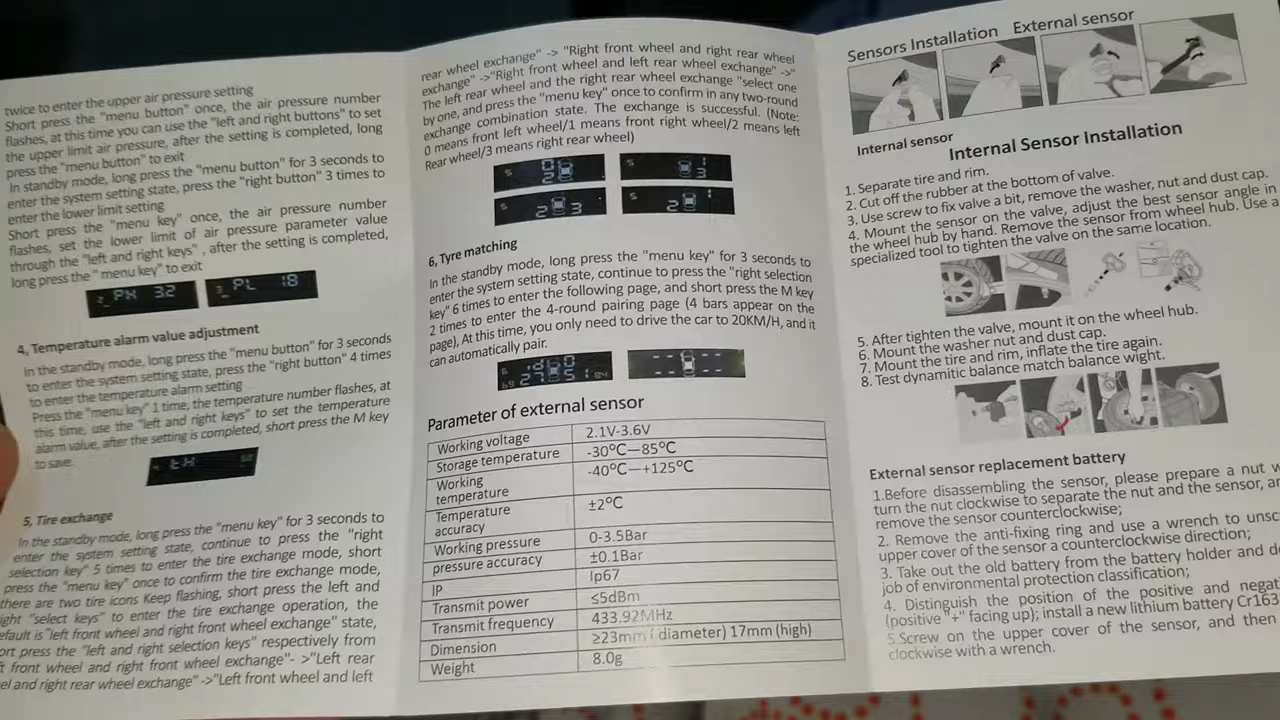 twice to enter the upper air pressure setting
Short press the "menu button" once, the air pressure number
flashes, at this time you can use the "left and right buttons" to set
the upper limit air pressure, after the setting is completed, long
press the "menu button" to exit
In standby mode, long press the "menu button" for 3 seconds to
enter the system setting state, press the "right button" 3 times to
enter the lower limit setting
Short press the "menu key" once, the air pressure number
flashes, set the lower limit of air pressure parameter value
through the "left and right keys" , after the setting is completed,
long press the " menu key" to exit
2 PH 32
3 PL 18
4, Temperature alarm value adjustment
In the standby mode, long press the "menu button" for 3 seconds
to enter the system setting state, press the "right button" 4 times
to enter the temperature alarm setting
Press the "menu key" 1 time, the temperature number flashes, at
this time, use the "left and right keys" to set the temperature
alarm value, after the setting is completed, short press the M key
to save.
tH
5, Tire exchange
In the standby mode, long press the "menu key" for 3 seconds to
enter the system setting state, continue to press the "right
selection key" 5 times to enter the tire exchange mode, short
press the "menu key" once to confirm the tire exchange mode,
there are two tire icons Keep flashing, short press the left and
ight "select keys" to enter the tire exchange operation, the
efault is "left front wheel and right front wheel exchange" state,
ort press the "left and right selection keys" respectively from
t front wheel and right front wheel exchange"- >"Left rear
el and right rear wheel exchange" ->"Left front wheel and left
rear wheel exchange" -> "Right front wheel and right rear wheel
exchange" ->"Right front wheel and left rear wheel exchange" ->"
The left rear wheel and the right rear wheel exchange "select one
by one, and press the "menu key" once to confirm in any two-round
exchange combination state. The exchange is successful. (Note:
0 means front left wheel/1 means front right wheel/2 means left
Rear wheel/3 means right rear wheel)
5 0 2
5 1 3
5 2 3
5 2 1
6, Tyre matching
In the standby mode, long press the "menu key" for 3 seconds to
enter the system setting state, continue to press the "right selection
key" 6 times to enter the following page, and short press the M key
2 times to enter the 4-round pairing page (4 bars appear on the
page), At this time, you only need to drive the car to 20KM/H, and it
can automatically pair.
Parameter of external sensor
Working voltage 2.1V-3.6V
Storage temperature -30°C—85°C
Working temperature -40°C—+125°C
Temperature accuracy ±2°C
Working pressure 0-3.5Bar
pressure accuracy ±0.1Bar
IP Ip67
Transmit power ≤5dBm
Transmit frequency 433.92MHz
Dimension ≥23mm ( diameter) 17mm (high)
Weight 8.0g
Sensors Installation External sensor
Internal sensor
Internal Sensor Installation
1. Separate tire and rim.
2. Cut off the rubber at the bottom of valve.
3. Use screw to fix valve a bit, remove the washer, nut and dust cap.
4. Mount the sensor on the valve, adjust the best sensor angle in
the wheel hub by hand. Remove the sensor from wheel hub. Use a
specialized tool to tighten the valve on the same location.
5. After tighten the valve, mount it on the wheel hub.
6. Mount the washer nut and dust cap.
7. Mount the tire and rim, inflate the tire again.
8. Test dynamitic balance match balance wight.
External sensor replacement battery
1.Before disassembling the sensor, please prepare a nut w
turn the nut clockwise to separate the nut and the sensor, an
remove the sensor counterclockwise;
2. Remove the anti-fixing ring and use a wrench to unsc
upper cover of the sensor a counterclockwise direction;
3. Take out the old battery from the battery holder and d
job of environmental protection classification;
4. Distinguish the position of the positive and negat
(positive "+" facing up); install a new lithium battery Cr163
5.Screw on the upper cover of the sensor, and then
clockwise with a wrench.